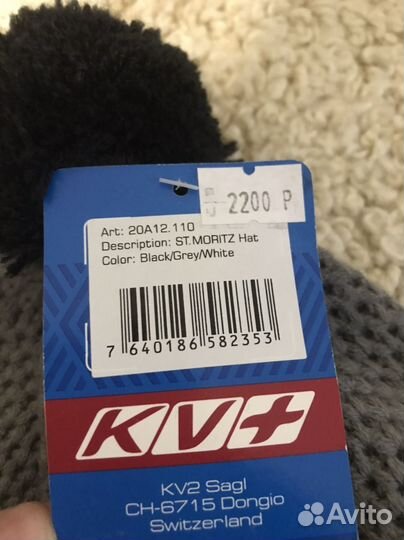 2200 Р
Art: 20A12.110
Description: ST.MORITZ Hat
Color: Black/Grey/White
7 640186 582353
KV+
KV2 Sagl
CH-6715 Dongio
Switzerland
Avito